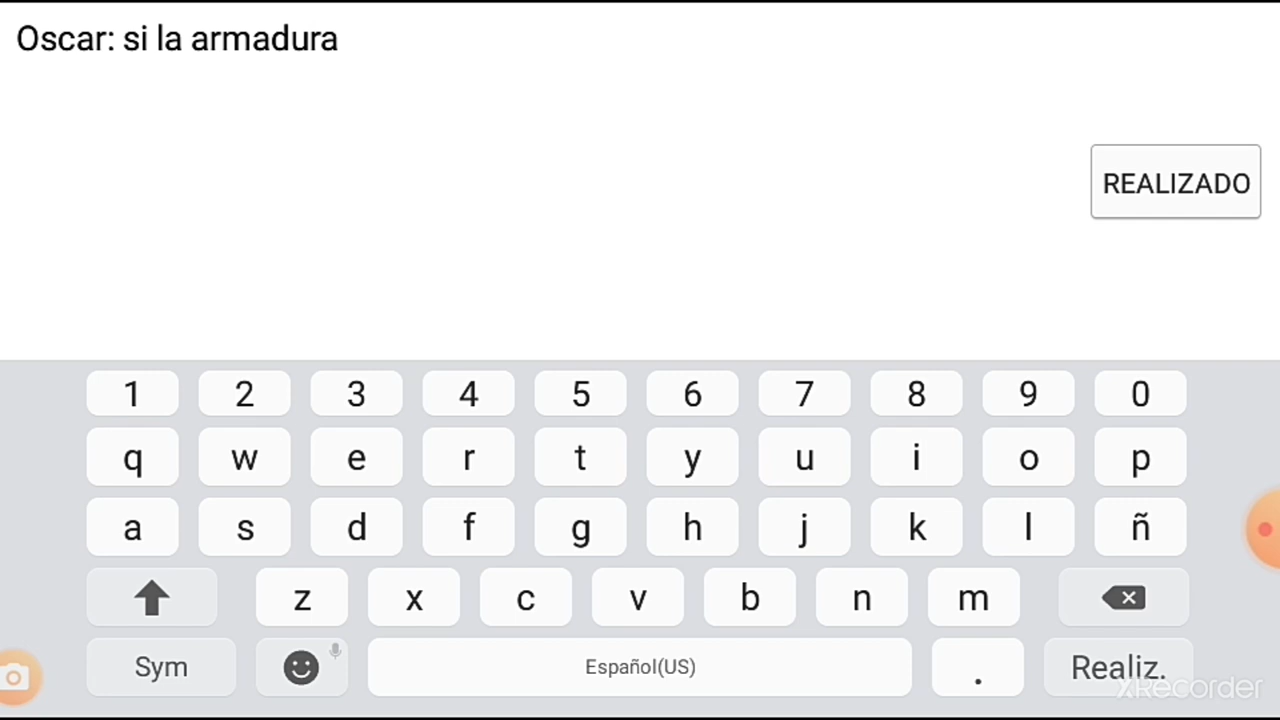 Oscar: si la armadura
REALIZADO
1 2 3 4 5 6 7 8 9 0
q w e r t y u i o p
a s d f g h j k l ñ
z x c v b n m
Sym Español(US) . Realiz.
XRecorder